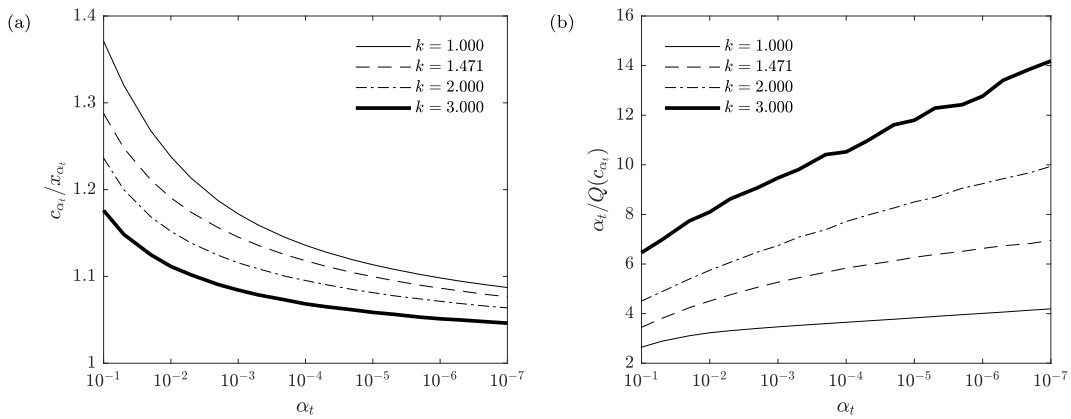 (a)
1.4
1.3
1.2
1.1
1
c_{α_t}/x_{α_t}
k = 1.000
k = 1.471
k = 2.000
k = 3.000
10^{-1} 10^{-2} 10^{-3} 10^{-4} 10^{-5} 10^{-6} 10^{-7}
α_t
(b)
16
14
12
10
8
6
4
2
α_t/Q(c_{α_t})
k = 1.000
k = 1.471
k = 2.000
k = 3.000
10^{-1} 10^{-2} 10^{-3} 10^{-4} 10^{-5} 10^{-6} 10^{-7}
α_t